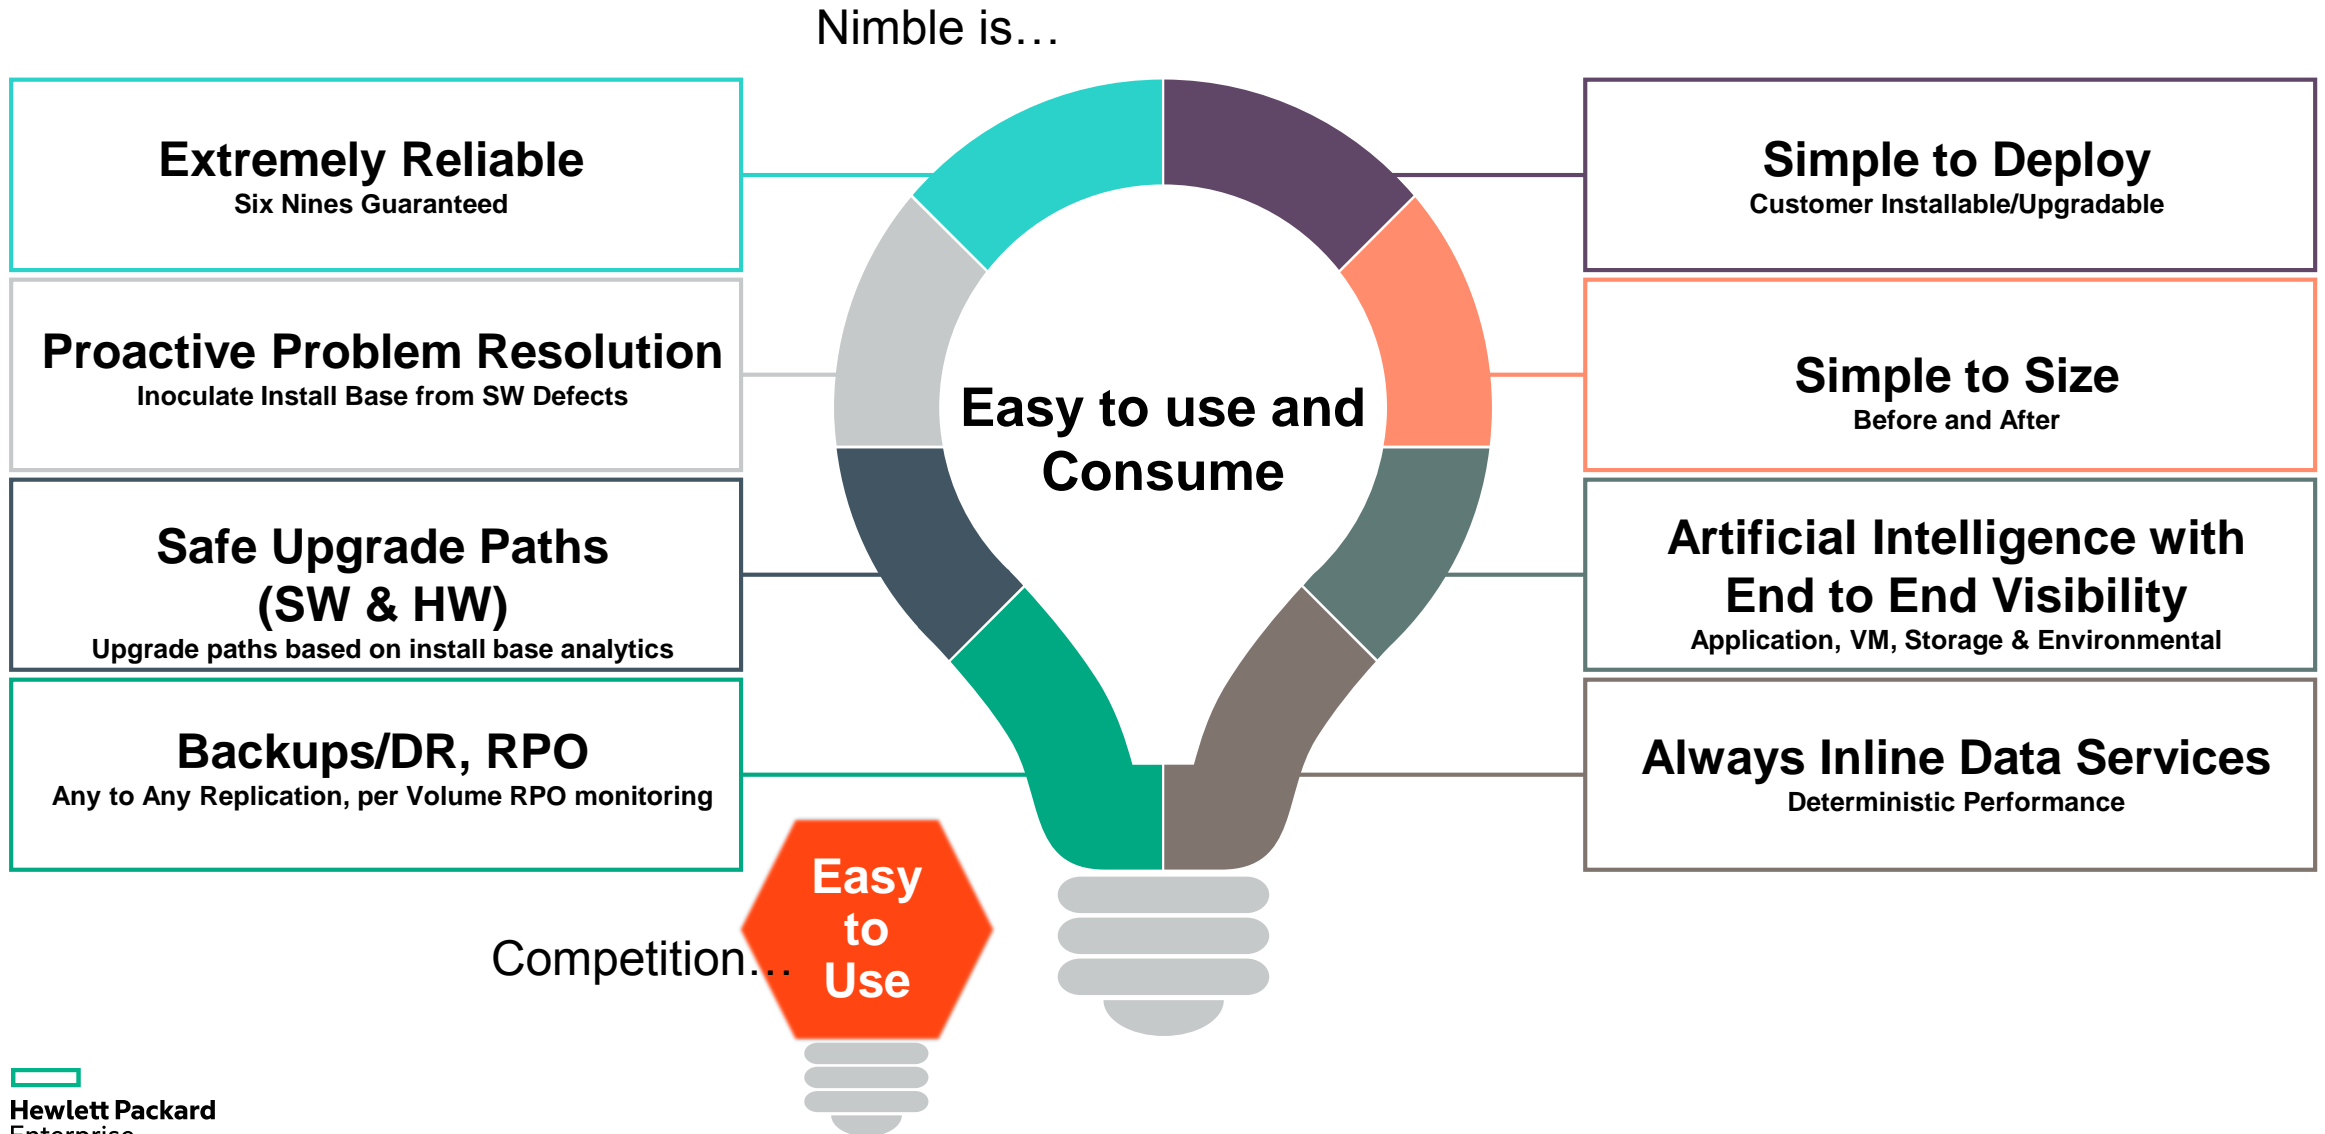 Nimble is…
Extremely Reliable
Six Nines Guaranteed
Proactive Problem Resolution
Inoculate Install Base from SW Defects
Safe Upgrade Paths
(SW & HW)
Upgrade paths based on install base analytics
Backups/DR, RPO
Any to Any Replication, per Volume RPO monitoring
Easy to use and
Consume
Simple to Deploy
Customer Installable/Upgradable
Simple to Size
Before and After
Artificial Intelligence with
End to End Visibility
Application, VM, Storage & Environmental
Always Inline Data Services
Deterministic Performance
Competition…
Easy
to
Use
Hewlett Packard
Enterprise